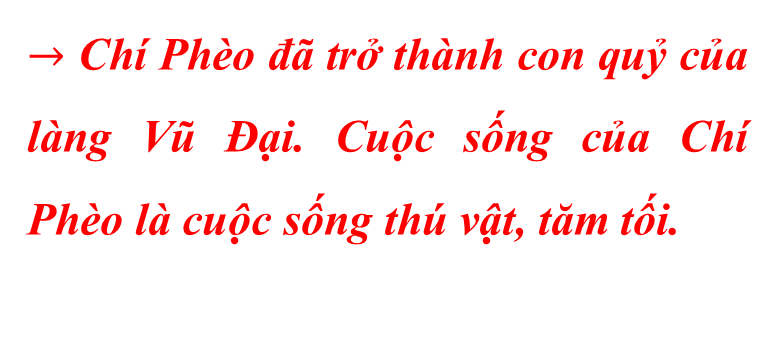 → Chí Phèo đã trở thành con quỷ của
làng Vũ Đại. Cuộc sống của Chí
Phèo là cuộc sống thú vật, tăm tối.